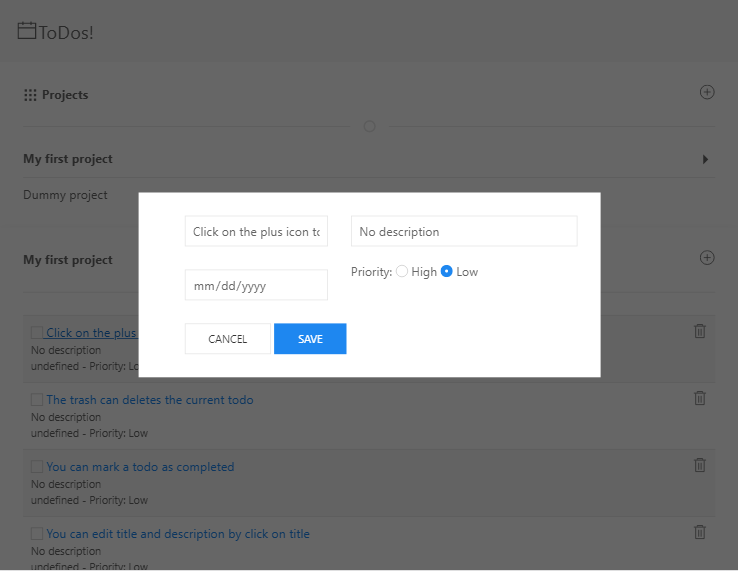 ToDos!
Projects
My first project
Dummy project
Click on the plus icon to
No description
mm/dd/yyyy
Priority: High Low
CANCEL SAVE
My first project
Click on the plus
No description
undefined - Priority: Lo
The trash can deletes the current todo
No description
undefined - Priority: Low
You can mark a todo as completed
No description
undefined - Priority: Low
You can edit title and description by click on title
No description
undefined - Priority: Low